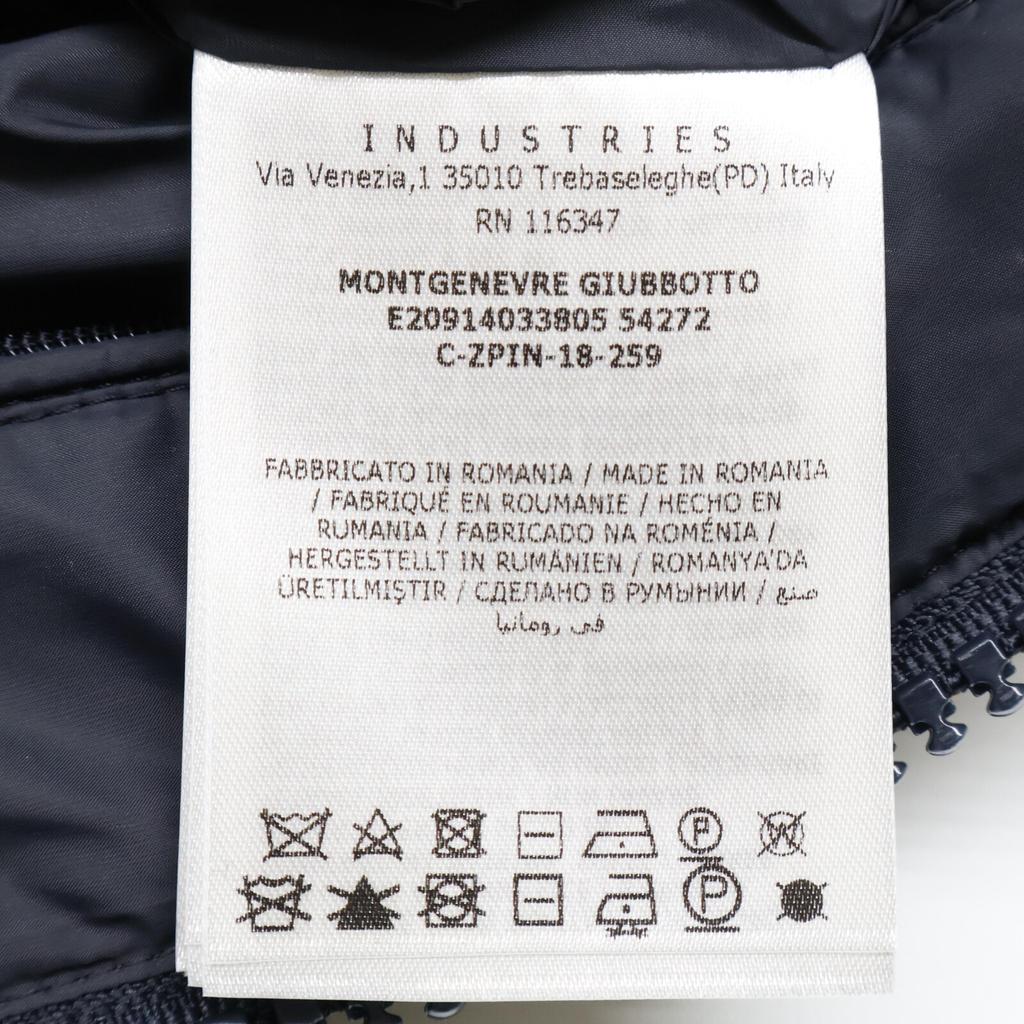 INDUSTRIES
Via Venezia,1 35010 Trebaseleghe(PD) Italy
RN 116347
MONTGENEVRE GIUBBOTTO
E20914033805 54272
C-ZPIN-18-259
FABBRICATO IN ROMANIA / MADE IN ROMANIA
/ FABRIQUÉ EN ROUMANIE / HECHO EN
RUMANIA / FABRICADO NA ROMÉNIA /
HERGESTELLT IN RUMÄNIEN / ROMANYA'DA
ÜRETILMIŞTIR / СДЕЛАНО В РУМЫНИИ / صنع
في رومانيا
P W
P